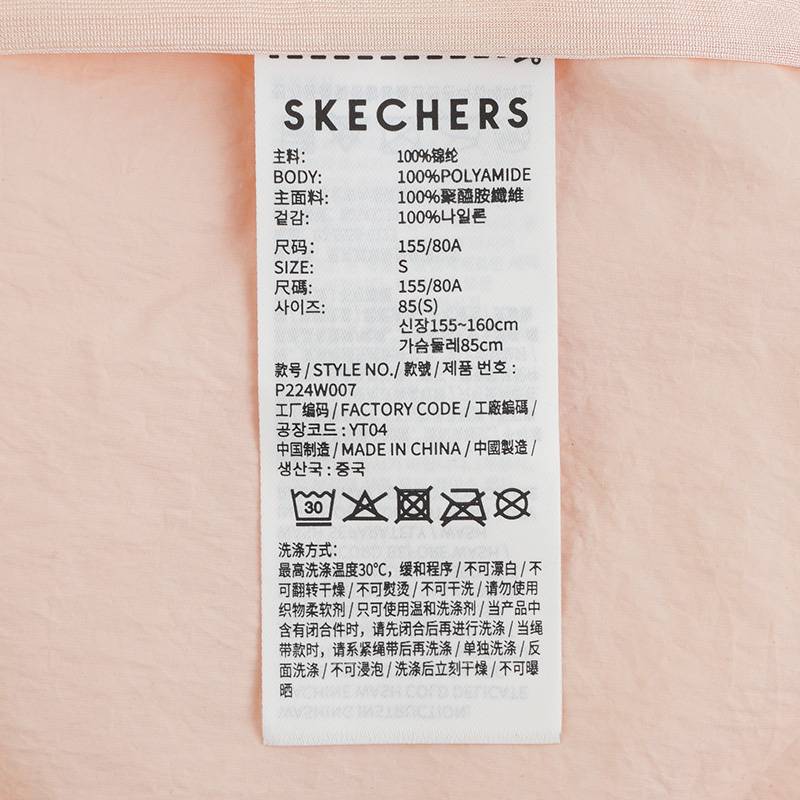 SKECHERS
主料: 100%锦纶
BODY: 100%POLYAMIDE
主面料: 100%聚醯胺纖維
겉감: 100%나일론
尺码: 155/80A
SIZE: S
尺碼: 155/80A
사이즈: 85(S)
신장155~160cm
가슴둘레85cm
款号/STYLE NO./款號/제품 번호:
P224W007
工厂编码/FACTORY CODE/工廠編碼/
공장코드:YT04
中国制造/MADE IN CHINA/中國製造/
생산국:중국
30
洗涤方式:
最高洗涤温度30℃,缓和程序/不可漂白/不
可翻转干燥/不可熨烫/不可干洗/请勿使用
织物柔软剂/只可使用温和洗涤剂/当产品中
含有闭合件时,请先闭合后再进行洗涤/当绳
带款时,请系紧绳带后再洗涤/单独洗涤/反
面洗涤/不可浸泡/洗涤后立刻干燥/不可曝
晒